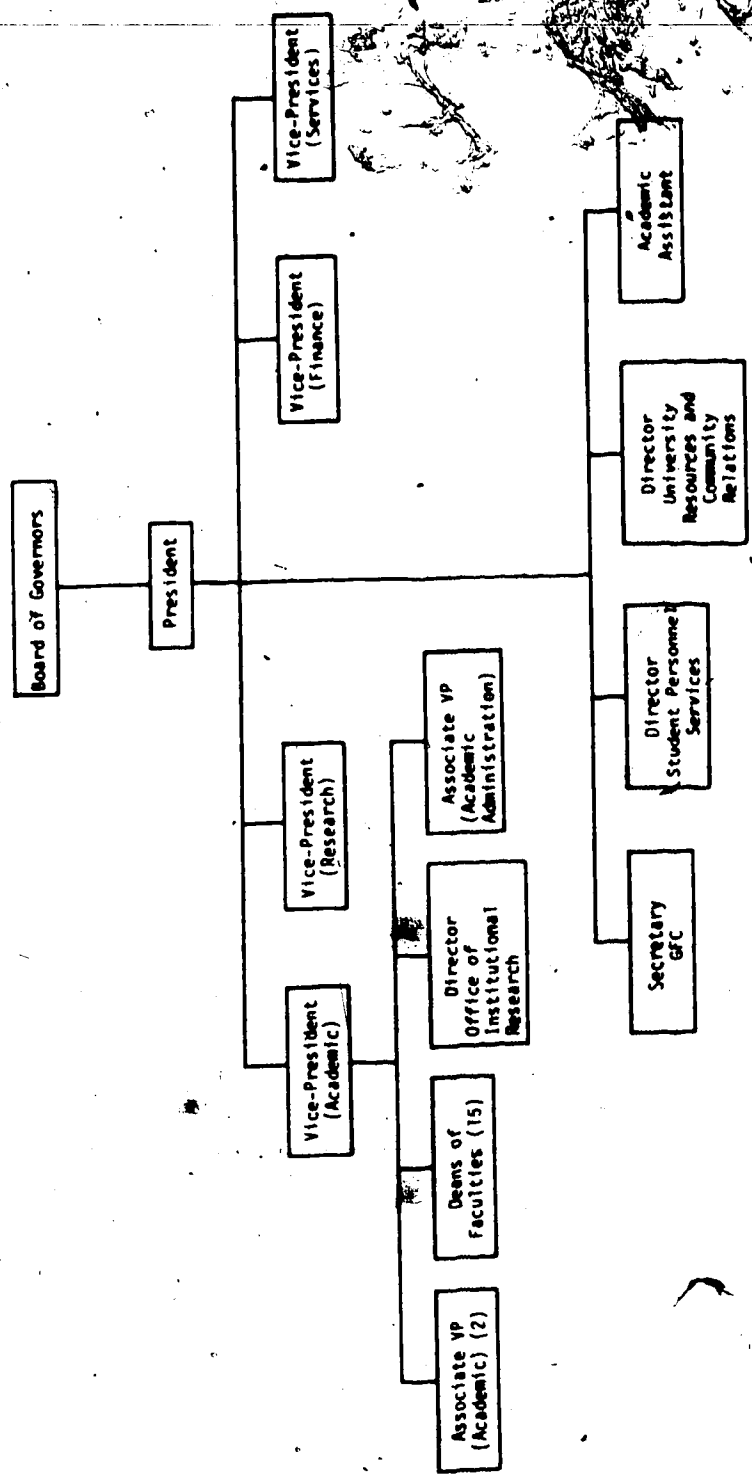 Board of Governors
President
Vice-President
(Academic)
Vice-President
(Research)
Vice-President
(Finance)
Vice-President
(Services)
Associate VP
(Academic) (2)
Deans of
Faculties (15)
Director
Office of
Institutional
Research
Associate VP
(Academic
Administration)
Secretary
GFC
Director
Student Personnel
Services
Director
University
Resources and
Community
Relations
Academic
Assistant